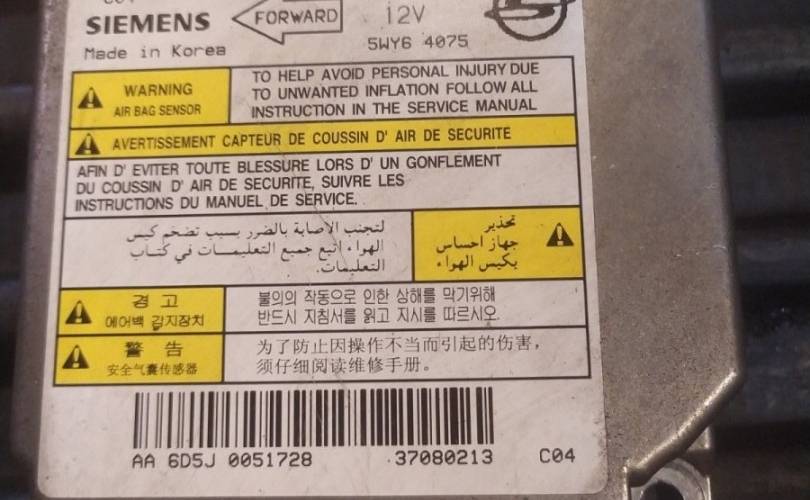 SIEMENS
FORWARD
12V
Made in Korea
5WY6 4075
WARNING
AIR BAG SENSOR
TO HELP AVOID PERSONAL INJURY DUE
TO UNWANTED INFLATION FOLLOW ALL
INSTRUCTION IN THE SERVICE MANUAL
AVERTISSEMENT CAPTEUR DE COUSSIN D' AIR DE SECURITE
AFIN D' EVITER TOUTE BLESSURE LORS D' UN GONFLEMENT
DU COUSSIN D' AIR DE SECURITE, SUIVRE LES
INSTRUCTIONS DU MANUEL DE SERVICE.
تحذير
جهاز احساس
بكيس الهواء
لتجنب الاصابة بالضرر بسبب تضخم كيس
الهواء اتبع جميع التعليمات في كتاب
التعليمات.
경 고
에어백 감지장치
불의의 작동으로 인한 상해를 막기위해
반드시 지침서를 읽고 지시를 따르시오.
警 告
安全气囊传感器
为了防止因操作不当而引起的伤害，
须仔细阅读维修手册。
AA 6D5J 0051728 37080213 C04